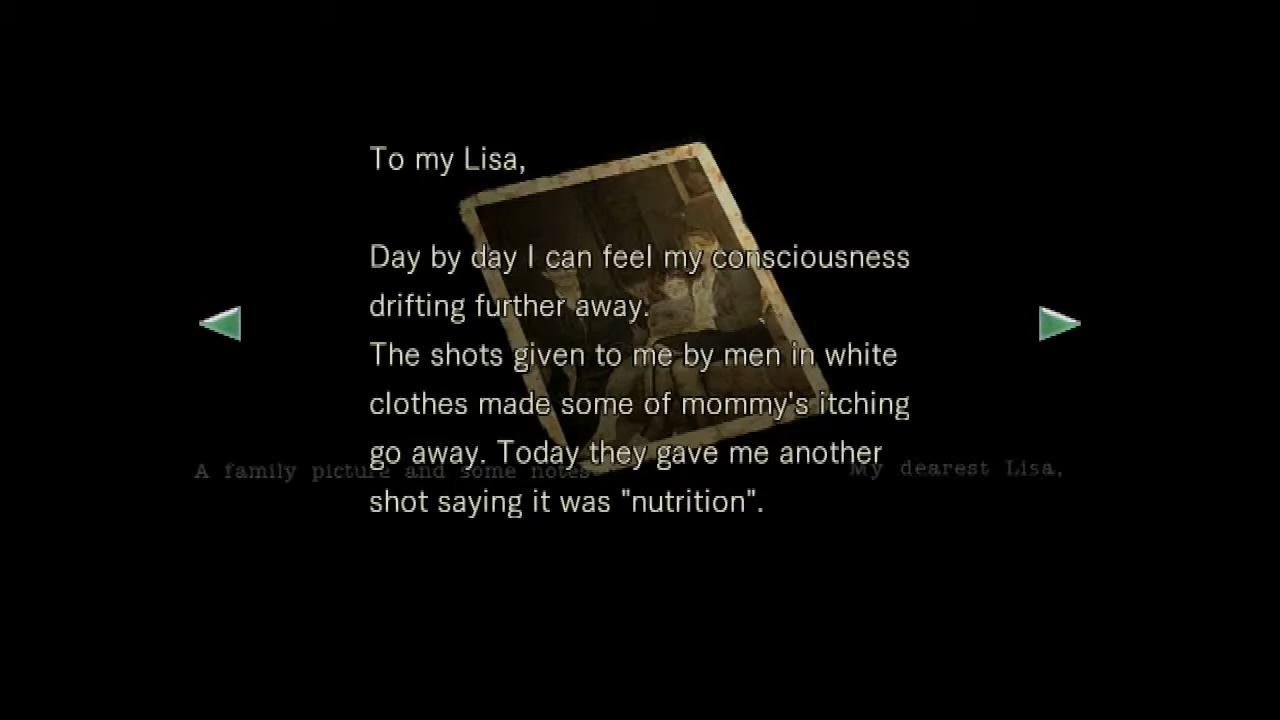 To my Lisa,
Day by day I can feel my consciousness
drifting further away.
The shots given to me by men in white
clothes made some of mommy's itching
go away. Today they gave me another
A family picture and some notes
My dearest Lisa,
shot saying it was "nutrition".